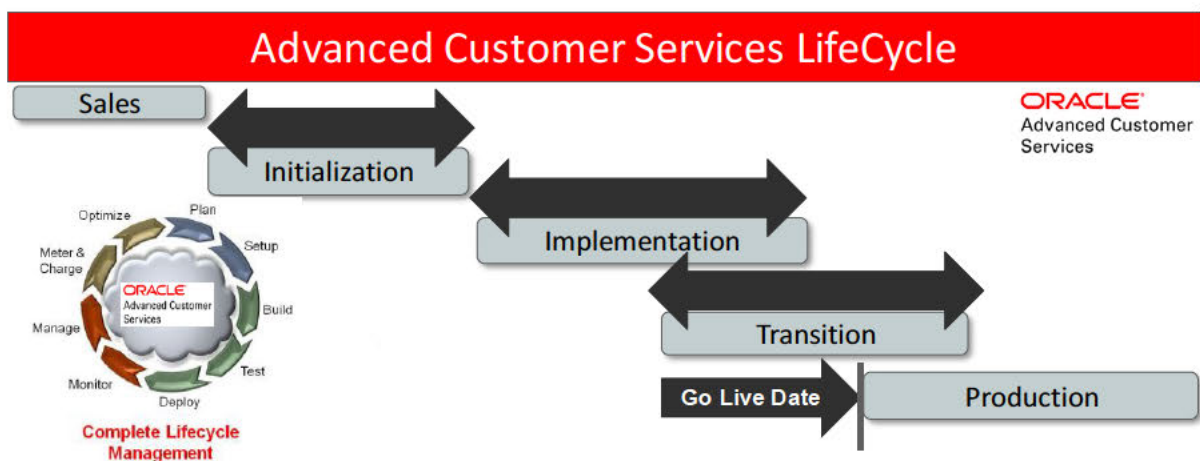 Advanced Customer Services LifeCycle
Sales
ORACLE®
Advanced Customer
Services
Initialization
Implementation
Transition
Go Live Date
Production
Optimize
Plan
Meter &
Charge
Setup
ORACLE
Advanced Customer
Services
Build
Manage
Test
Monitor
Deploy
Complete Lifecycle
Management